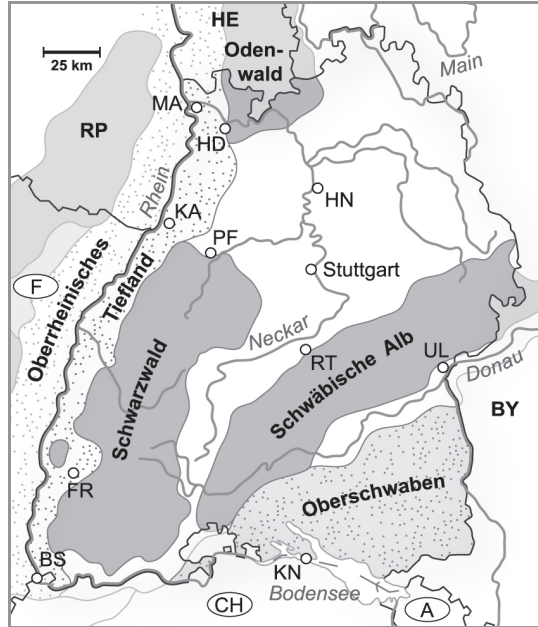 HE
Oden-
wald
25 km
Main
MA
RP
HD
Rhein
HN
KA
PF
Oberrheinisches
Tiefland
F
Stuttgart
Neckar
RT
UL
Schwäbische Alb
Donau
Schwarzwald
BY
Oberschwaben
FR
BS
KN
Bodensee
CH
A